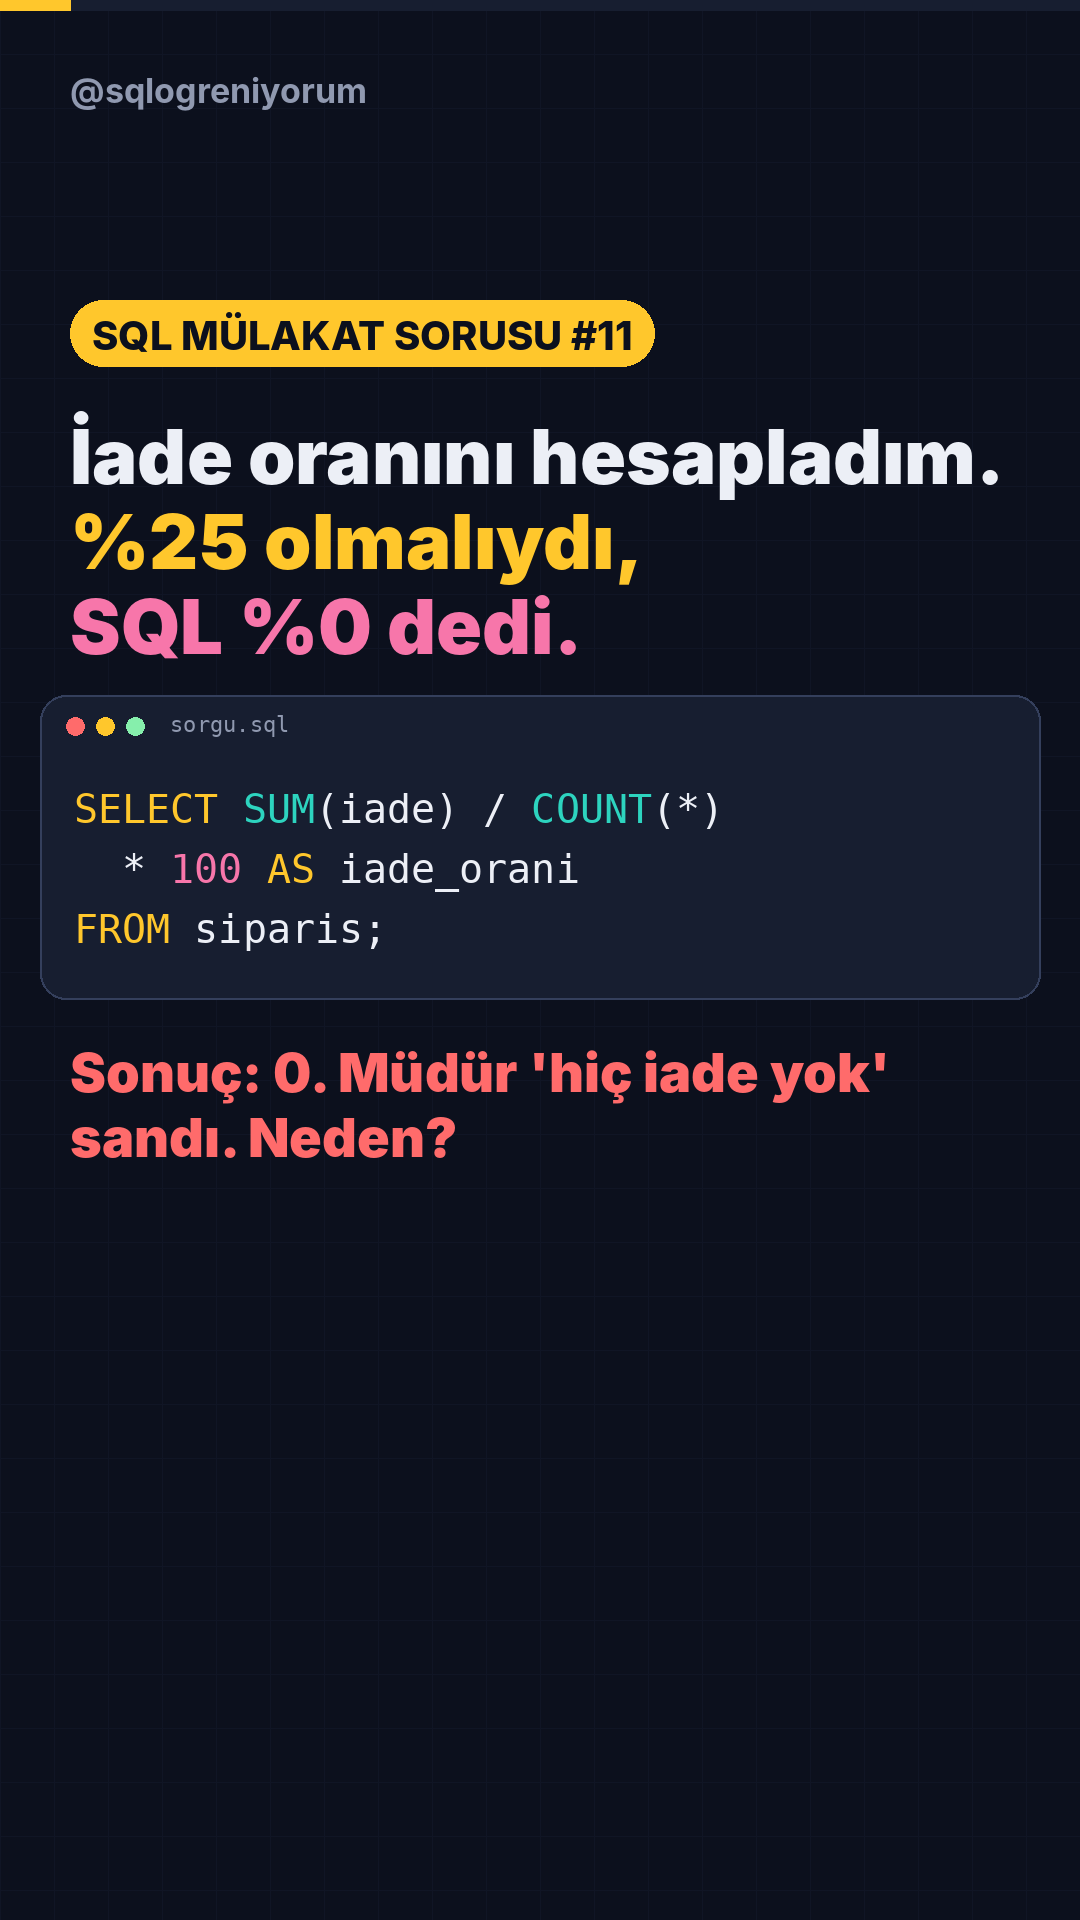 @sqlogreniyorum
SQL MÜLAKAT SORUSU #11
İade oranını hesapladım.
%25 olmalıydı,
SQL %0 dedi.
sorgu.sql
SELECT SUM(iade) / COUNT(*)
  * 100 AS iade_orani
FROM siparis;
Sonuç: 0. Müdür 'hiç iade yok'
sandı. Neden?